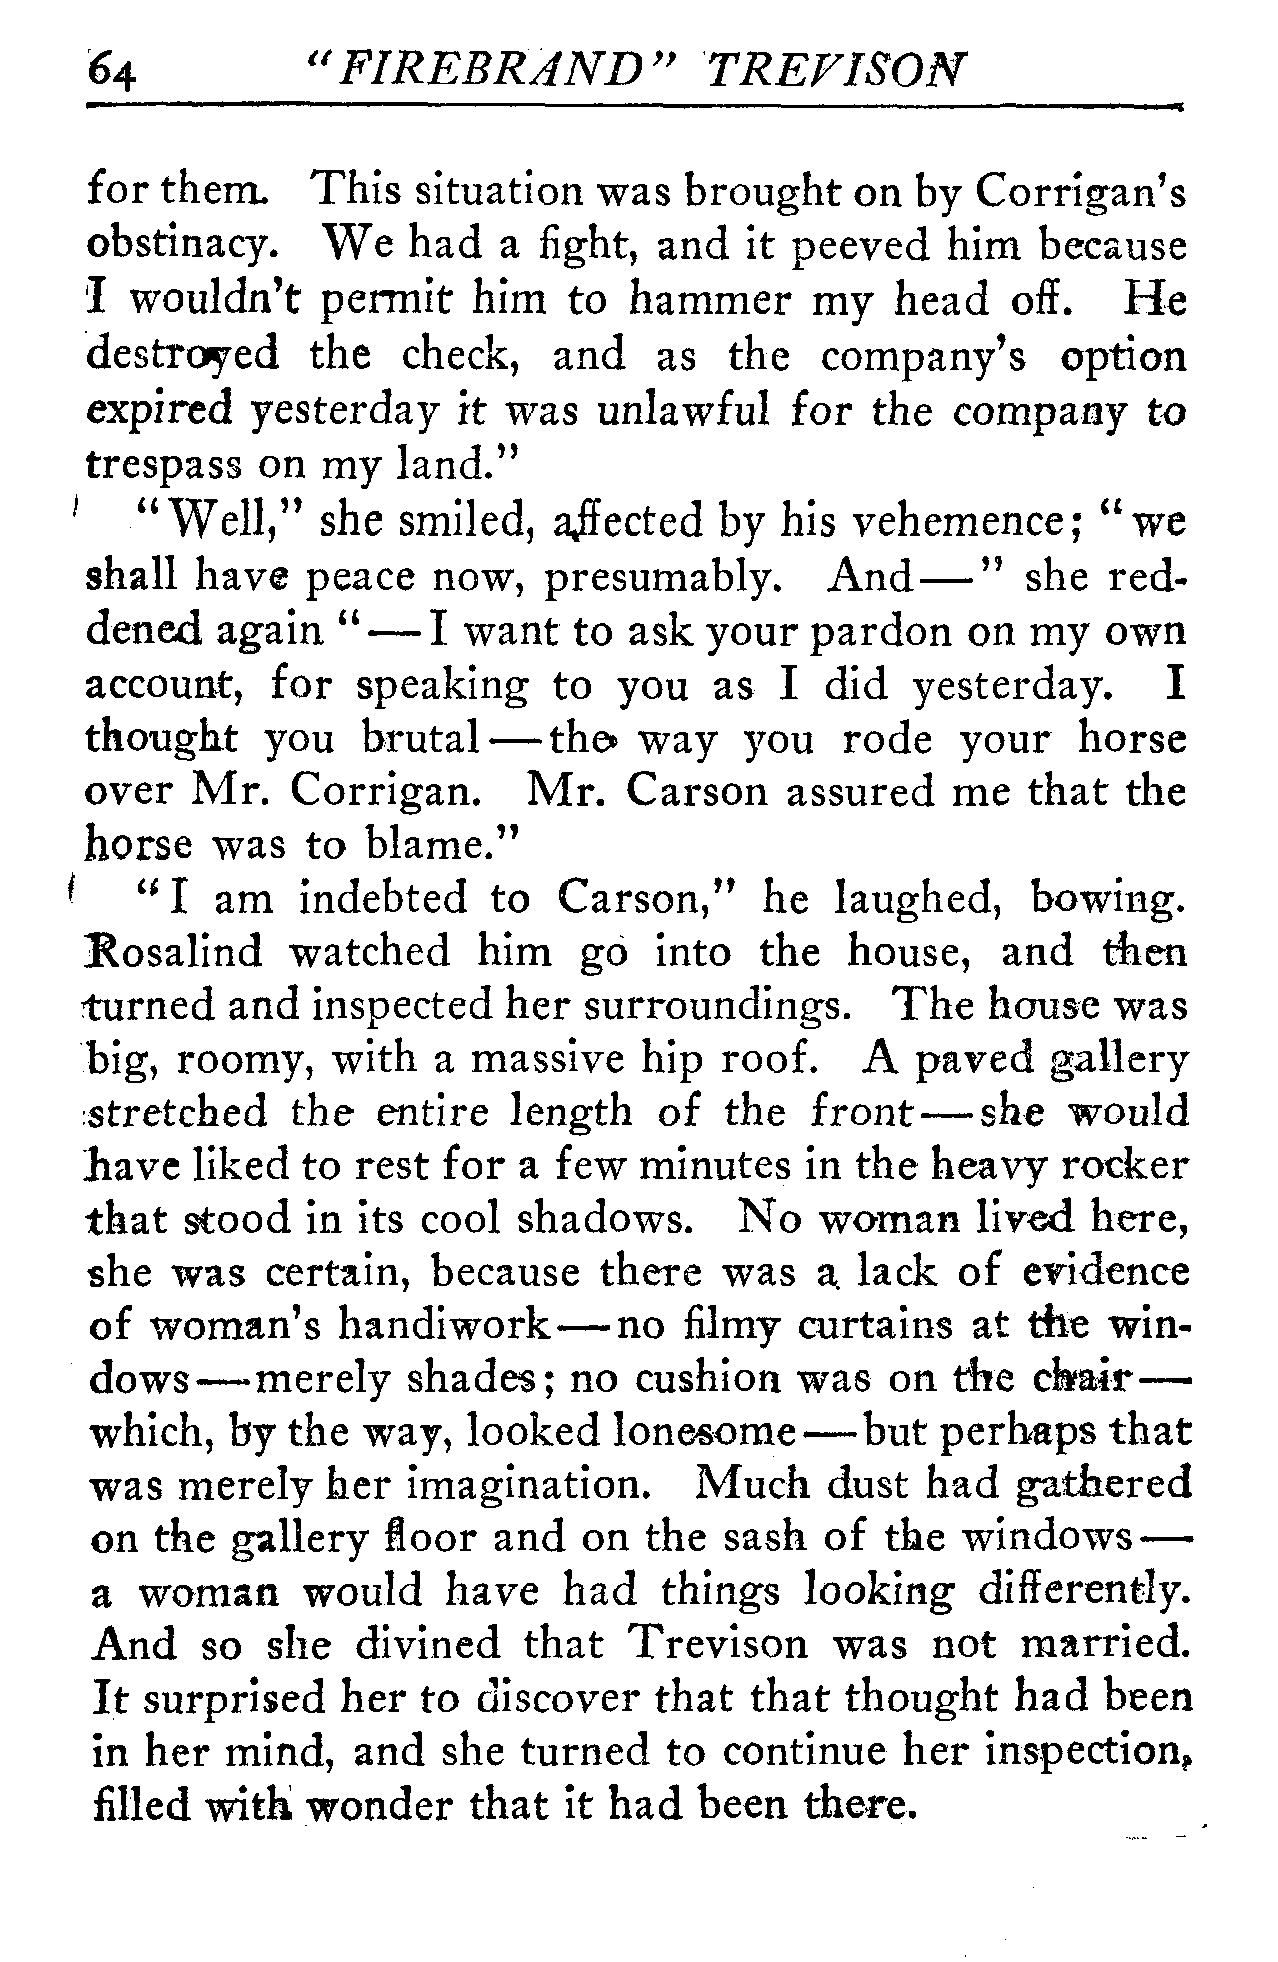 64 "FIREBRAND" TREVISON
for them. This situation was brought on by Corrigan's
obstinacy. We had a fight, and it peeved him because
I wouldn't permit him to hammer my head off. He
destroyed the check, and as the company's option
expired yesterday it was unlawful for the company to
trespass on my land."
"Well," she smiled, affected by his vehemence; "we
shall have peace now, presumably. And—" she red-
dened again "—I want to ask your pardon on my own
account, for speaking to you as I did yesterday. I
thought you brutal—the way you rode your horse
over Mr. Corrigan. Mr. Carson assured me that the
horse was to blame."
"I am indebted to Carson," he laughed, bowing.
Rosalind watched him go into the house, and then
turned and inspected her surroundings. The house was
big, roomy, with a massive hip roof. A paved gallery
stretched the entire length of the front—she would
have liked to rest for a few minutes in the heavy rocker
that stood in its cool shadows. No woman lived here,
she was certain, because there was a lack of evidence
of woman's handiwork—no filmy curtains at the win-
dows—merely shades; no cushion was on the chair—
which, by the way, looked lonesome—but perhaps that
was merely her imagination. Much dust had gathered
on the gallery floor and on the sash of the windows—
a woman would have had things looking differently.
And so she divined that Trevison was not married.
It surprised her to discover that that thought had been
in her mind, and she turned to continue her inspection,
filled with wonder that it had been there.